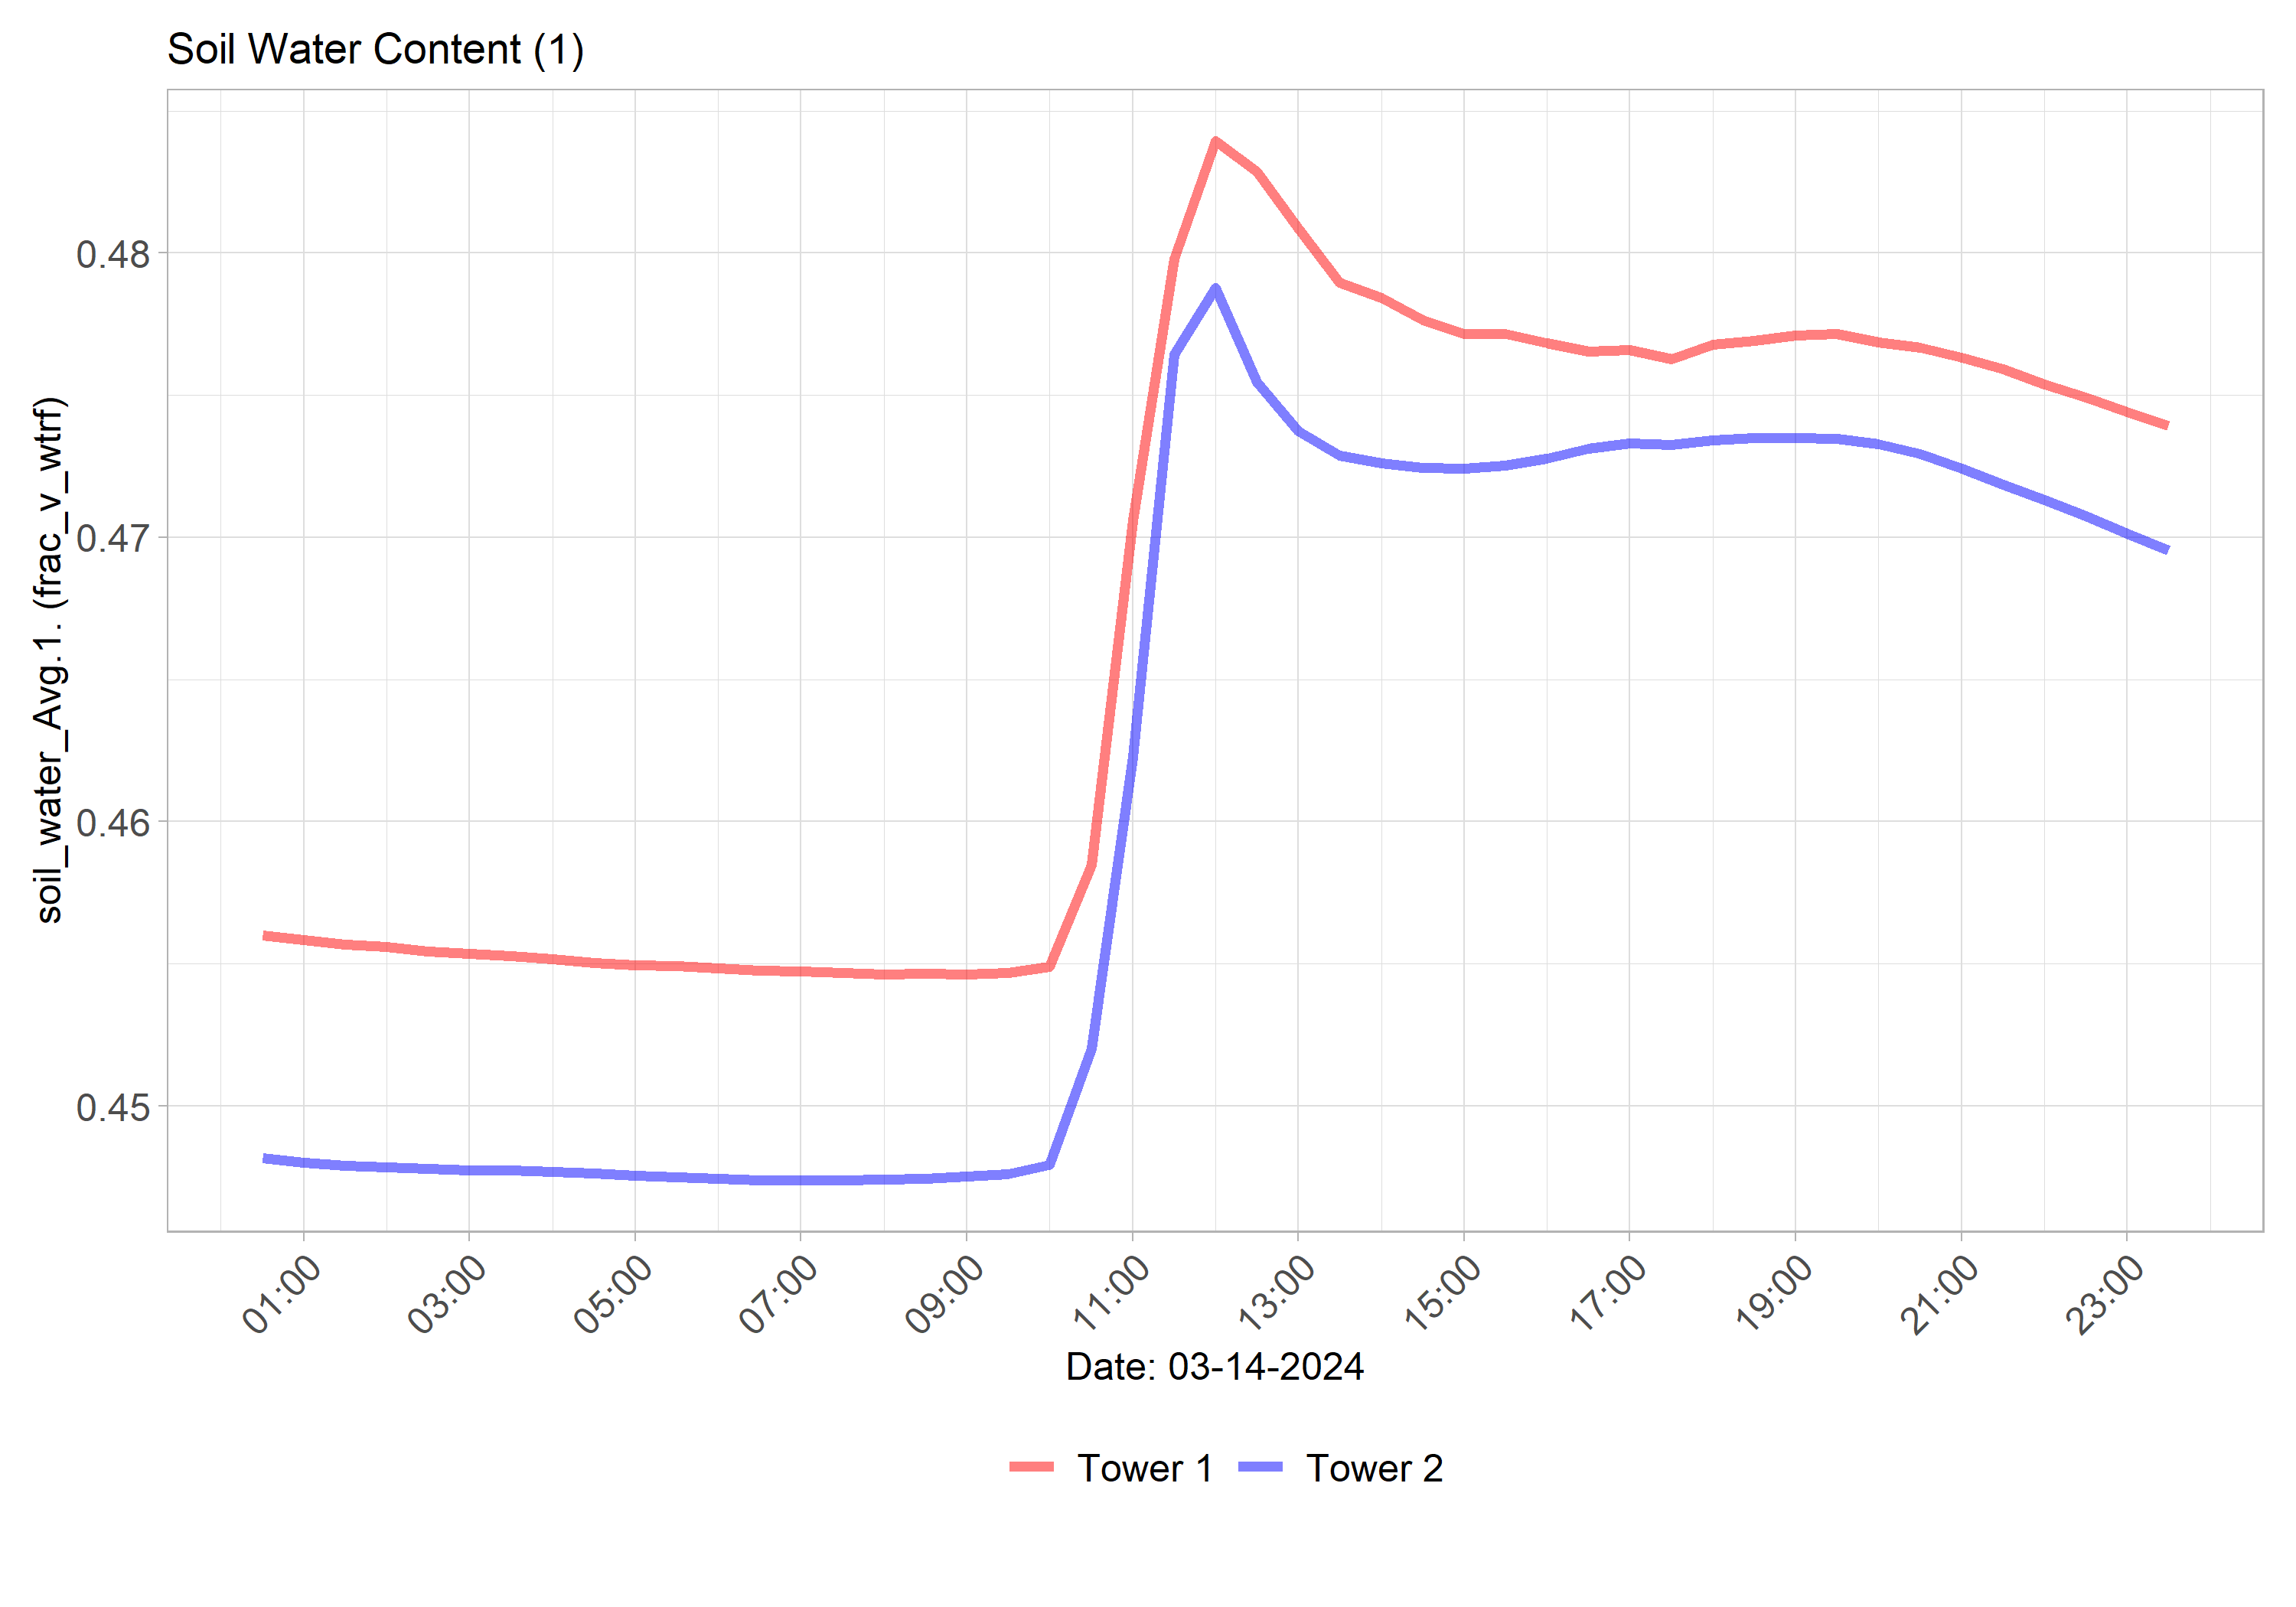 Soil Water Content (1)
soil_water_Avg.1. (frac_v_wtrf)
0.48
0.47
0.46
0.45
01:00 03:00 05:00 07:00 09:00 11:00 13:00 15:00 17:00 19:00 21:00 23:00
Date: 03-14-2024
Tower 1 Tower 2